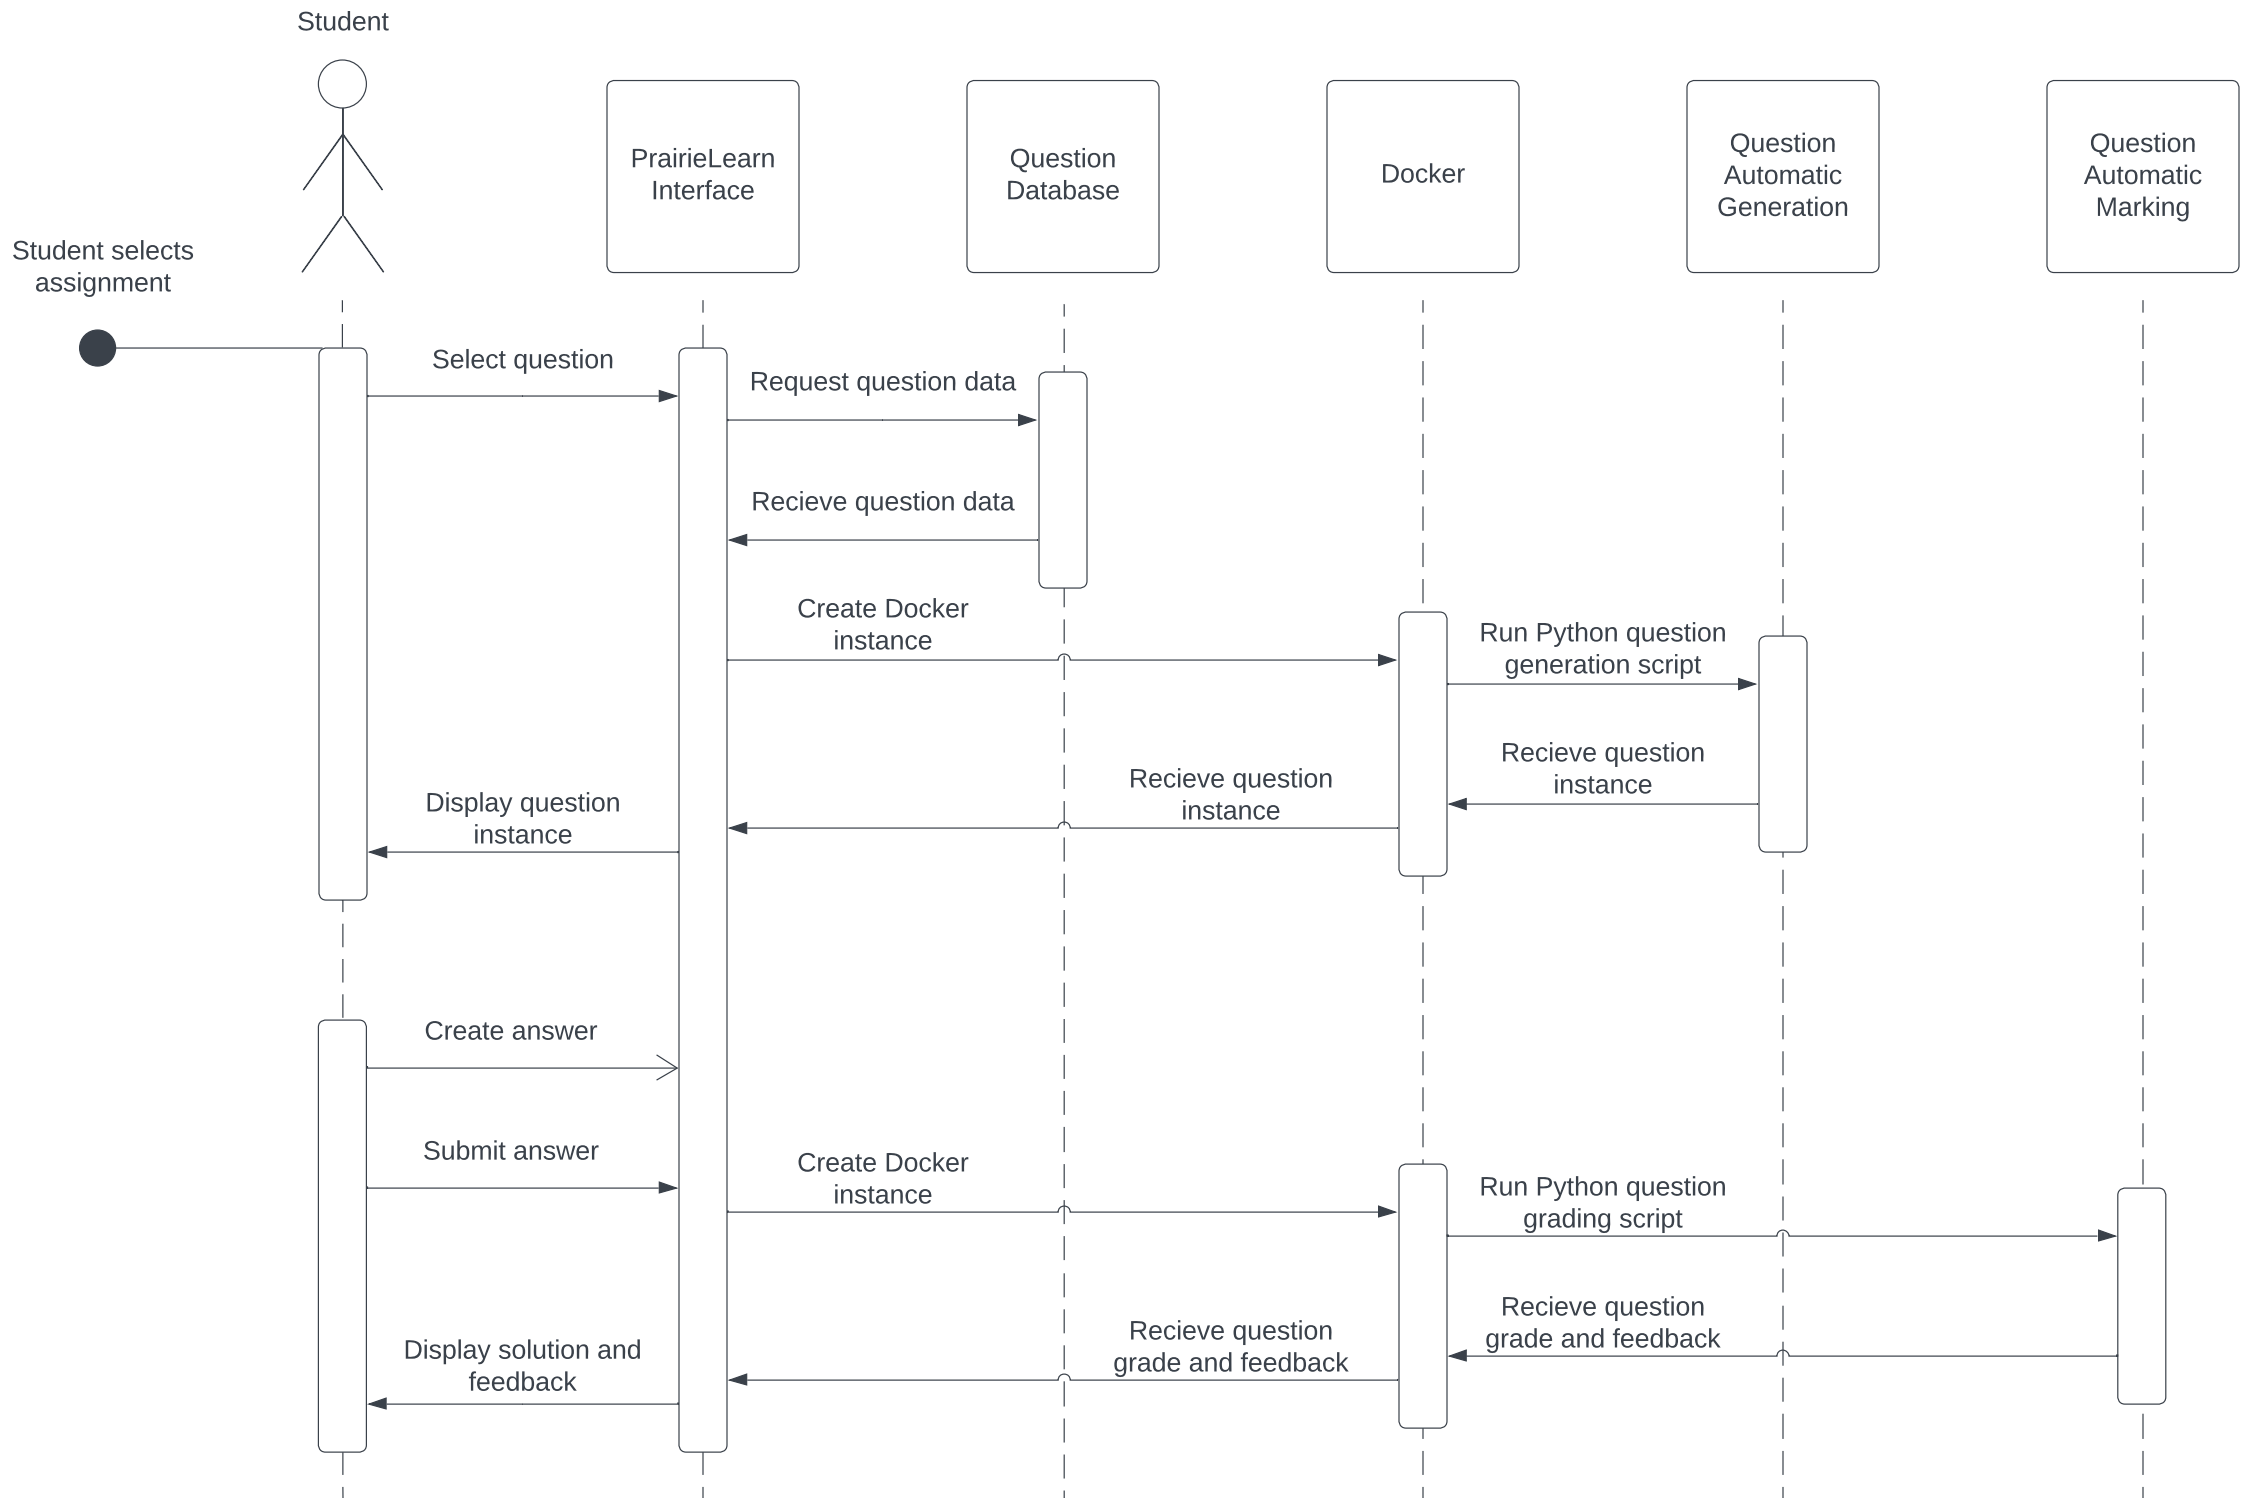 Student
PrairieLearn
Interface
Question
Database
Docker
Question
Automatic
Generation
Question
Automatic
Marking
Student selects
assignment
Select question
Request question data
Recieve question data
Create Docker
instance
Run Python question
generation script
Recieve question
instance
Recieve question
instance
Display question
instance
Create answer
Submit answer
Create Docker
instance
Run Python question
grading script
Recieve question
grade and feedback
Recieve question
grade and feedback
Display solution and
feedback